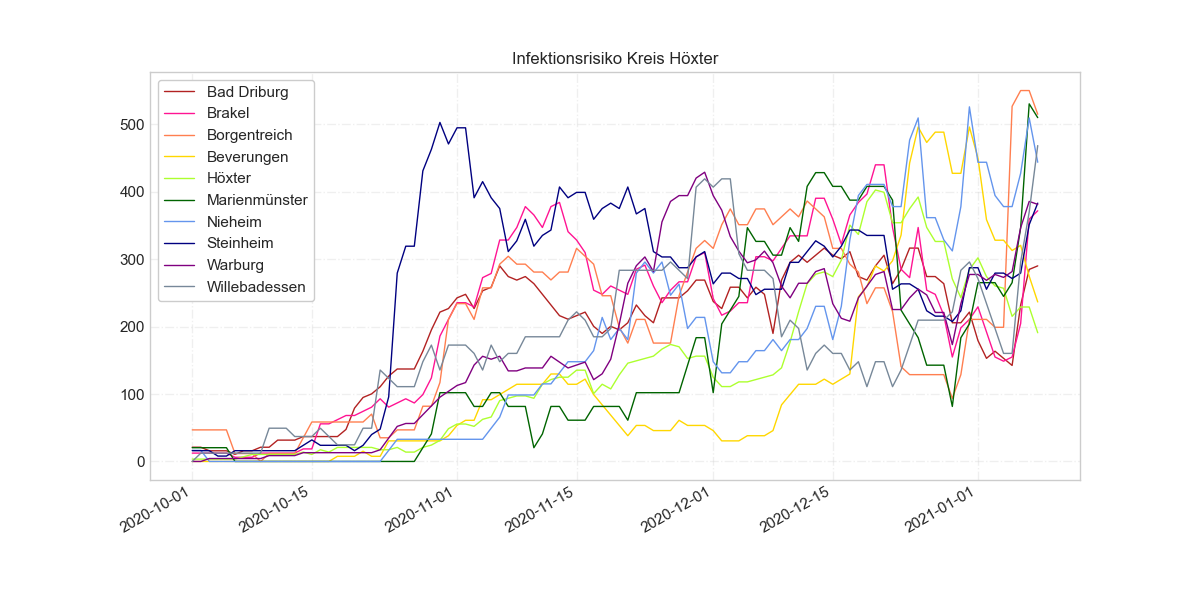 Infektionsrisiko Kreis Höxter
Bad Driburg
Brakel
Borgentreich
Beverungen
Höxter
Marienmünster
Nieheim
Steinheim
Warburg
Willebadessen
500
400
300
200
100
0
2020-10-01
2020-10-15
2020-11-01
2020-11-15
2020-12-01
2020-12-15
2021-01-01